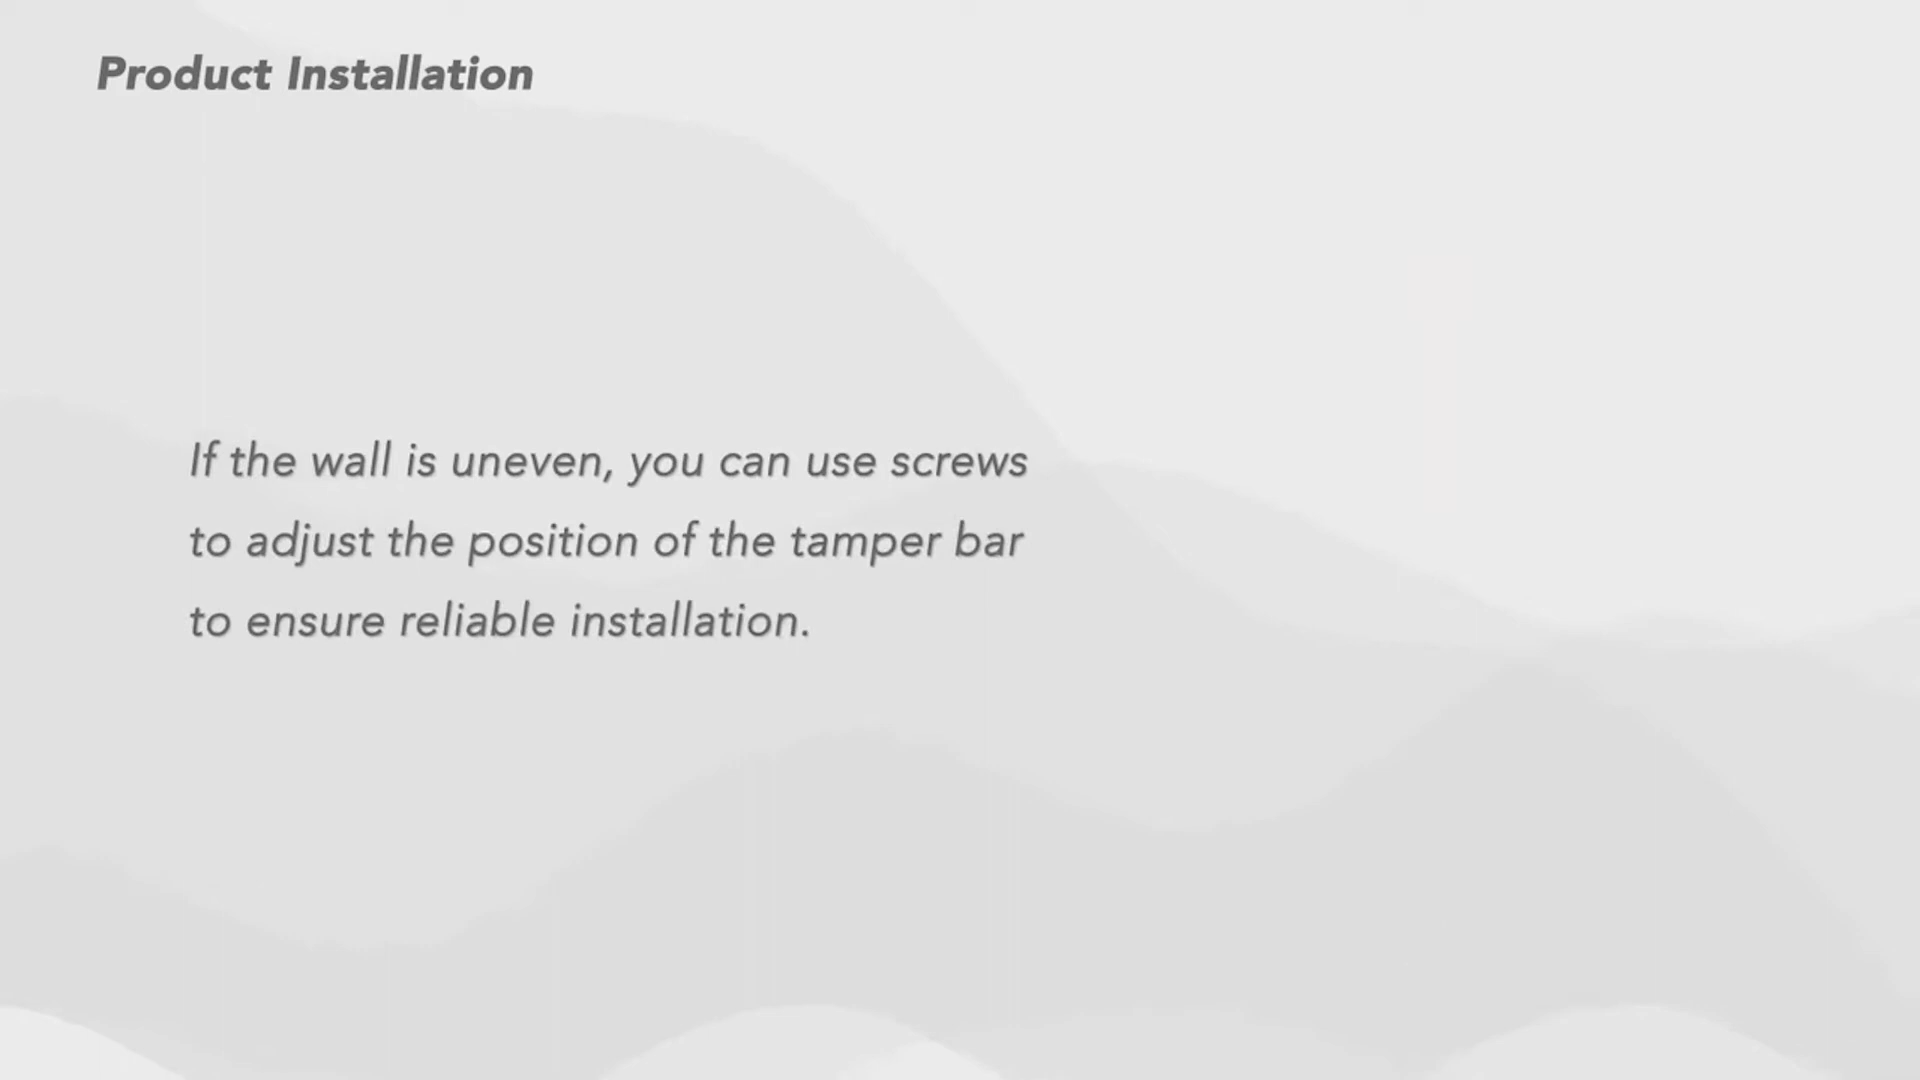 Product Installation
If the wall is uneven, you can use screws
to adjust the position of the tamper bar
to ensure reliable installation.